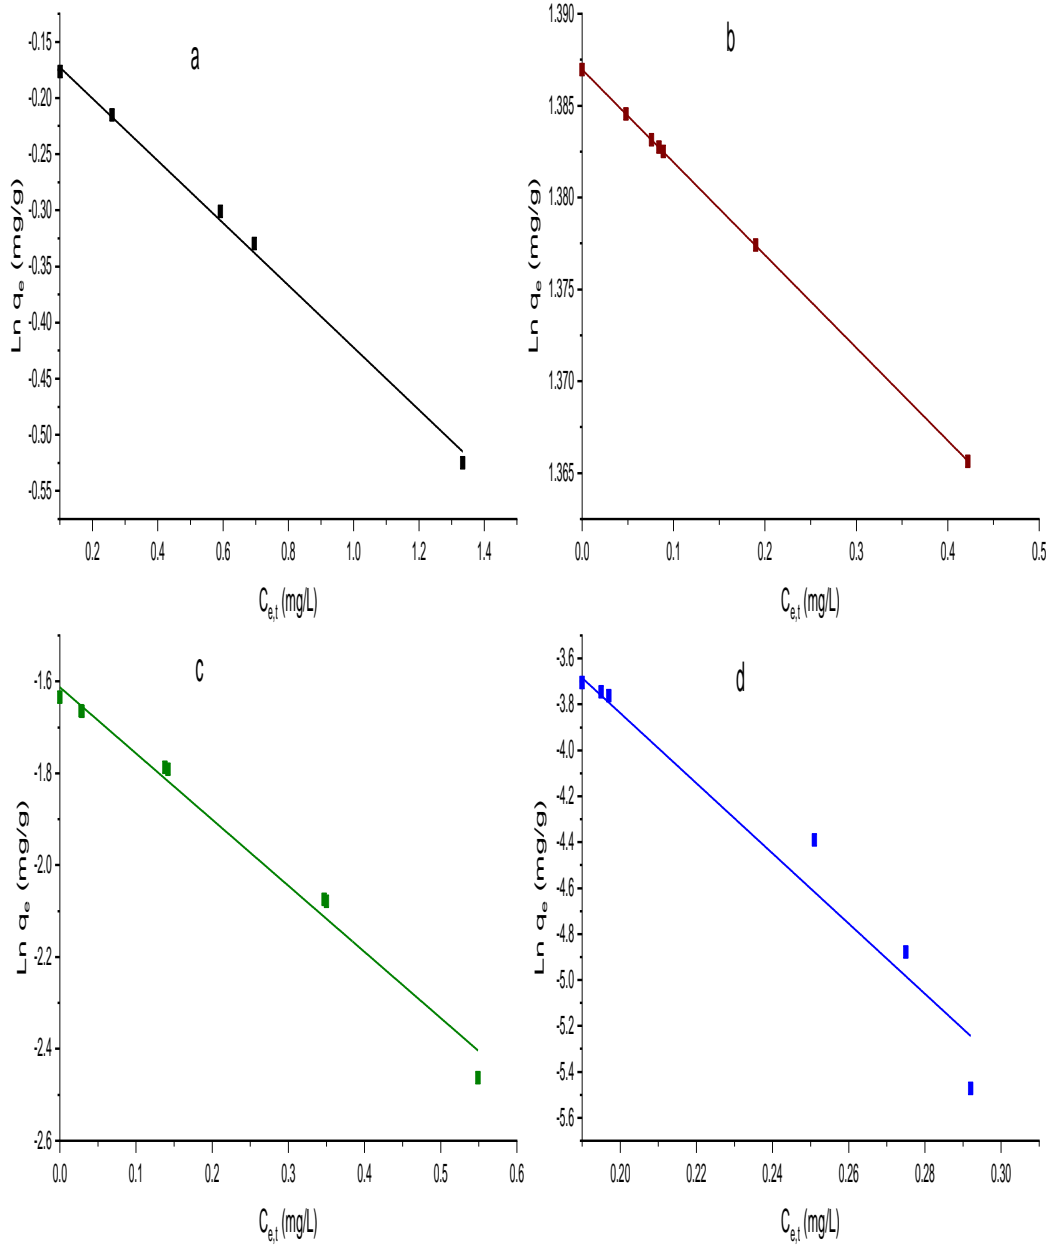 a
Ln qₑ (mg/g)
-0.15
-0.20
-0.25
-0.30
-0.35
-0.40
-0.45
-0.50
-0.55
0.2 0.4 0.6 0.8 1.0 1.2 1.4
Cₑ,ₜ (mg/L)
b
Ln qₑ (mg/g)
1.390
1.385
1.380
1.375
1.370
1.365
0.0 0.1 0.2 0.3 0.4 0.5
Cₑ,ₜ (mg/L)
c
Ln qₑ (mg/g)
-1.6
-1.8
-2.0
-2.2
-2.4
-2.6
0.0 0.1 0.2 0.3 0.4 0.5 0.6
Cₑ,ₜ (mg/L)
d
Ln qₑ (mg/g)
-3.6
-3.8
-4.0
-4.2
-4.4
-4.6
-4.8
-5.0
-5.2
-5.4
-5.6
0.20 0.22 0.24 0.26 0.28 0.30
Cₑ,ₜ (mg/L)